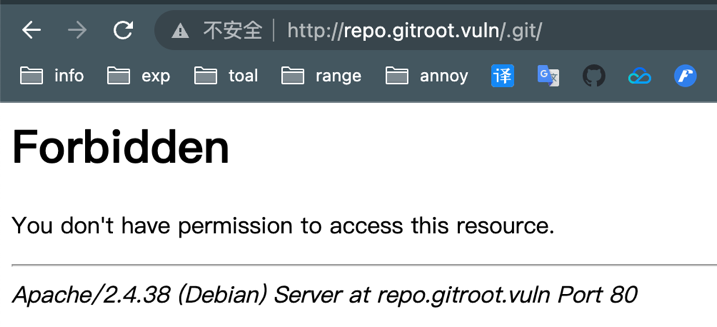 不安全 http://repo.gitroot.vuln/.git/
info exp toal range annoy 译 G
Forbidden
You don't have permission to access this resource.
Apache/2.4.38 (Debian) Server at repo.gitroot.vuln Port 80